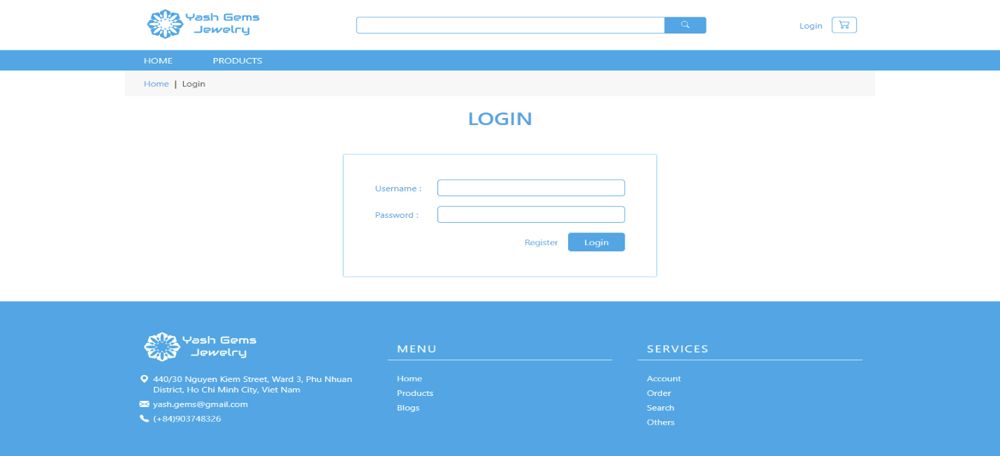 Yash Gems
Jewelry
Login
HOME
PRODUCTS
Home | Login
LOGIN
Username :
Password :
Register
Login
Yash Gems
Jewelry
440/30 Nguyen Kiem Street, Ward 3, Phu Nhuan
District, Ho Chi Minh City, Viet Nam
yash.gems@gmail.com
(+84)903748326
MENU
Home
Products
Blogs
SERVICES
Account
Order
Search
Others